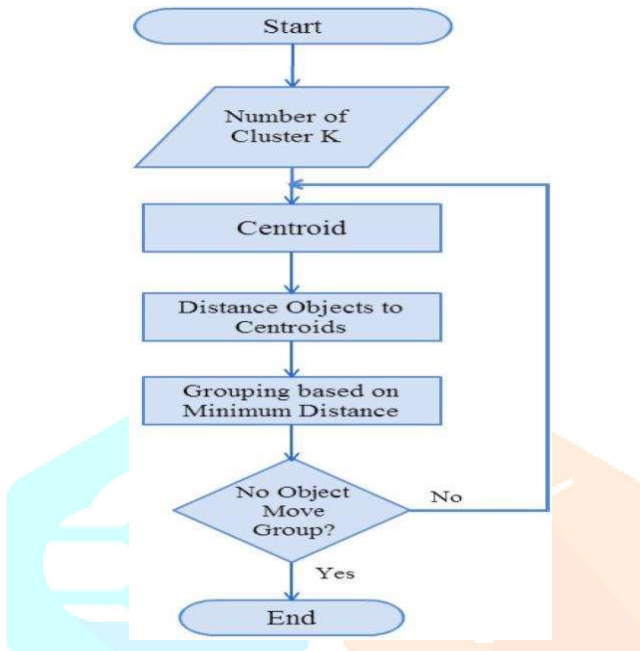 Start
Number of
Cluster K
Centroid
Distance Objects to
Centroids
Grouping based on
Minimum Distance
No Object
Move
Group?
No
Yes
End